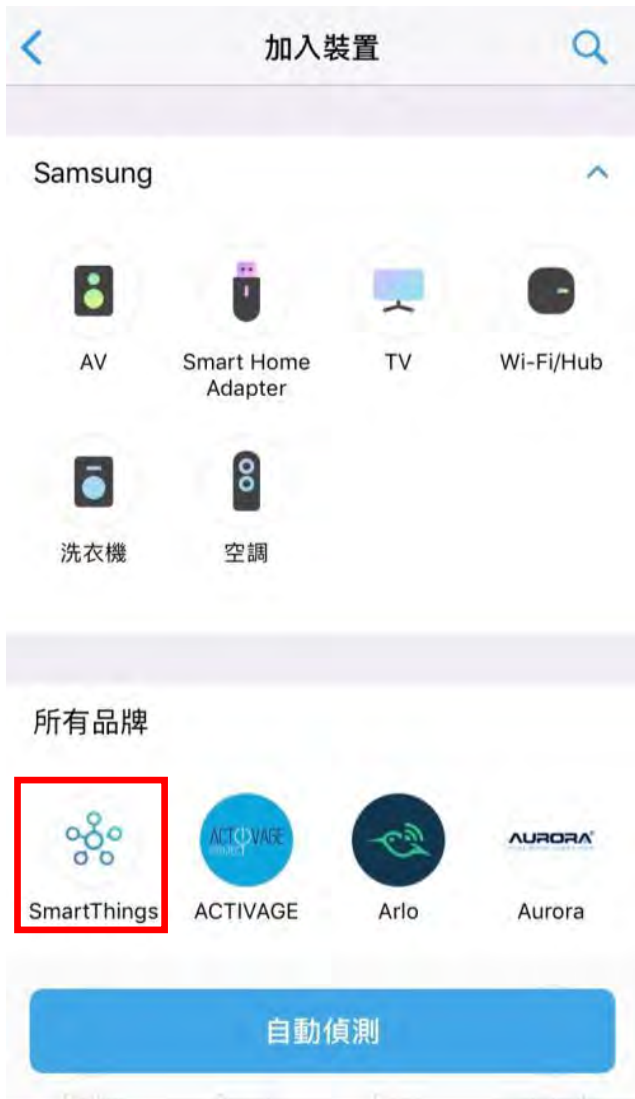 加入裝置
Samsung
AV
Smart Home
Adapter
TV
Wi-Fi/Hub
洗衣機
空調
所有品牌
ACTIVAGE
AURORA
SmartThings
ACTIVAGE
Arlo
Aurora
自動偵測